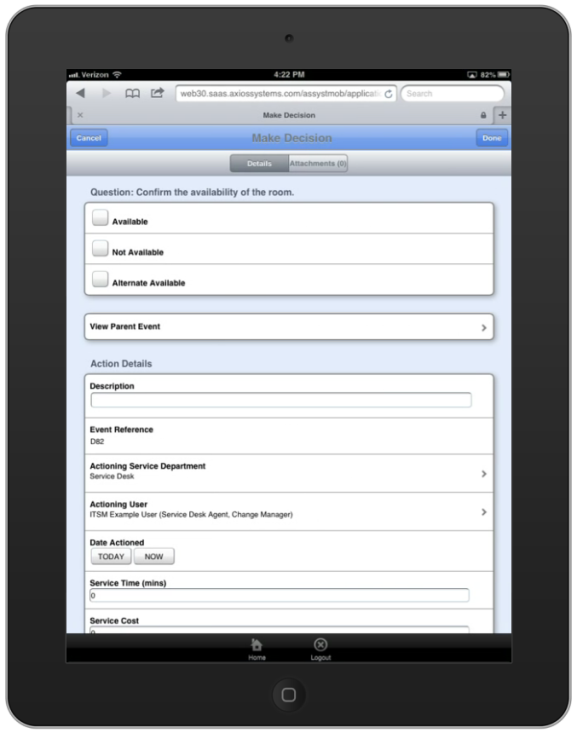 Verizon
4:22 PM
82%
web30.saas.axiossystems.com/assystmob/applicati
Search
Make Decision
Cancel
Make Decision
Done
Details
Attachments (0)
Question: Confirm the availability of the room.
Available
Not Available
Alternate Available
View Parent Event
Action Details
Description
Event Reference
D82
Actioning Service Department
Service Desk
Actioning User
ITSM Example User (Service Desk Agent, Change Manager)
Date Actioned
TODAY
NOW
Service Time (mins)
0
Service Cost
0
Home
Logout